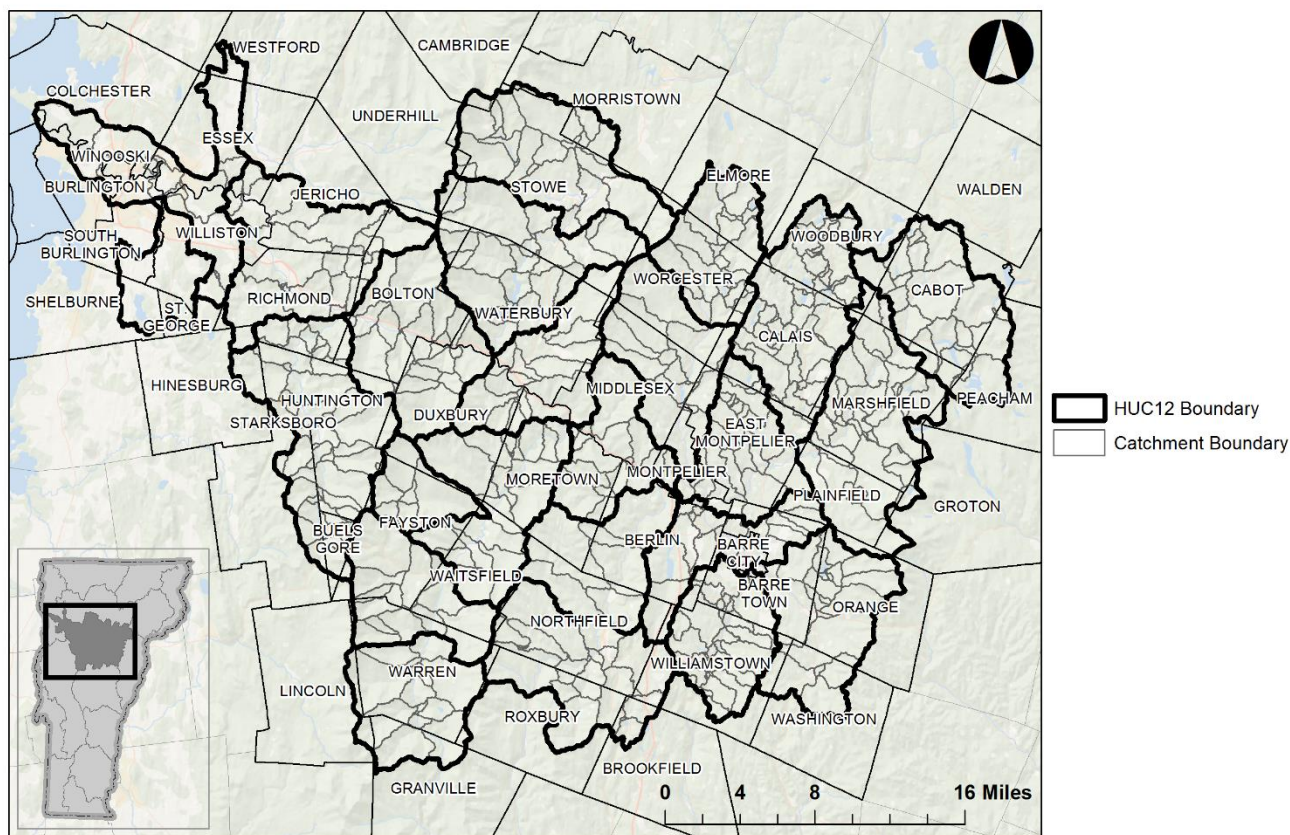 WESTFORD
CAMBRIDGE
COLCHESTER
MORRISTOWN
UNDERHILL
ESSEX
WINOOSKI
BURLINGTON
JERICHO
STOWE
ELMORE
WALDEN
SOUTH
BURLINGTON
WILLISTON
WOODBURY
SHELBURNE
ST.
GEORGE
RICHMOND
BOLTON
WORCESTER
CABOT
WATERBURY
CALAIS
HINESBURG
HUNTINGTON
STARKSBORO
DUXBURY
MIDDLESEX
EAST
MONTPELIER
MARSHFIELD
PEACHAM
HUC12 Boundary
Catchment Boundary
MORETOWN
MONTPELIER
PLAINFIELD
GROTON
BUELS
GORE
FAYSTON
BERLIN
BARRE
CITY
WAITSFIELD
BARRE
TOWN
ORANGE
NORTHFIELD
WARREN
WILLIAMSTOWN
LINCOLN
ROXBURY
WASHINGTON
BROOKFIELD
GRANVILLE
0 4 8 16 Miles